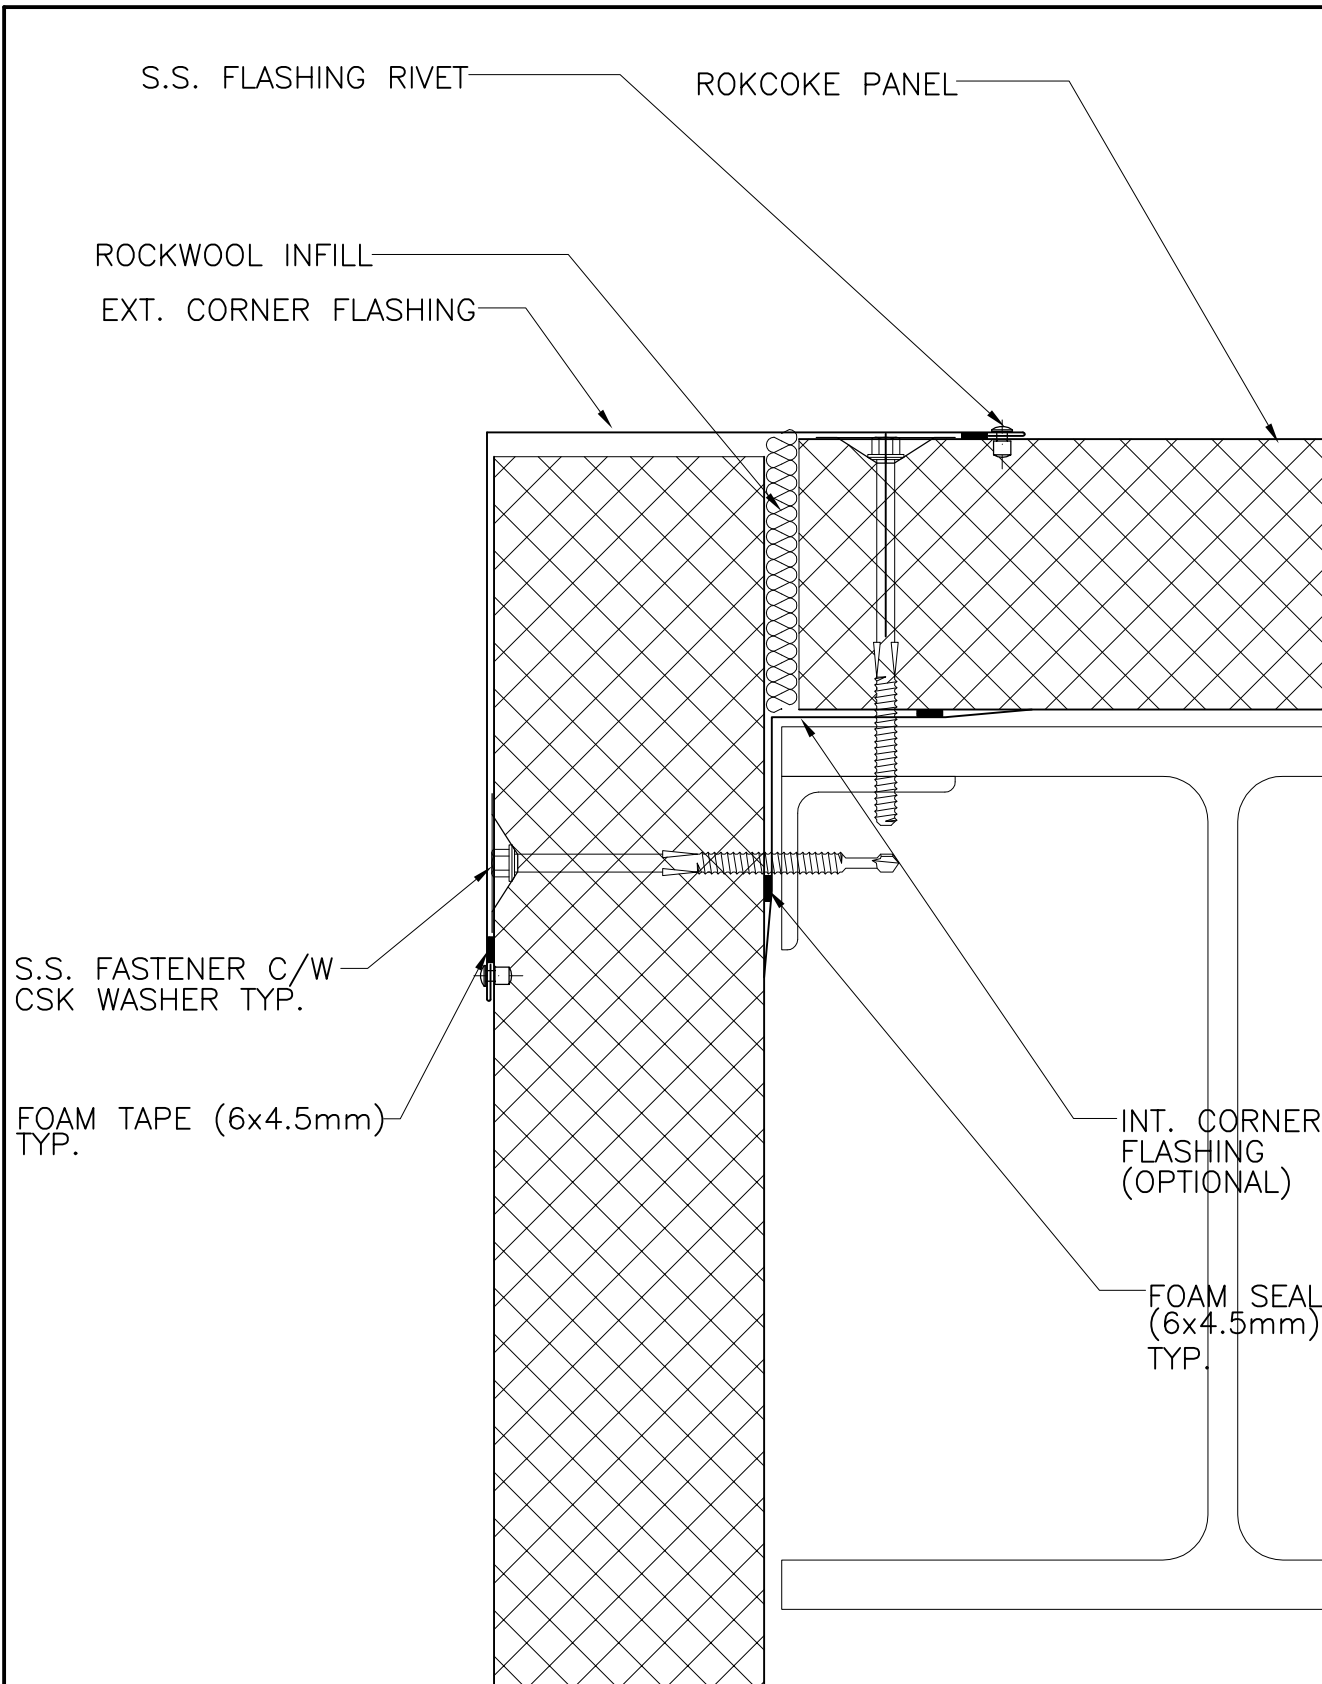 S.S. FLASHING RIVET
ROKCOKE PANEL
ROCKWOOL INFILL
EXT. CORNER FLASHING
S.S. FASTENER C/W
CSK WASHER TYP.
FOAM TAPE (6x4.5mm)
TYP.
INT. CORNER
FLASHING
(OPTIONAL)
FOAM SEAL
(6x4.5mm)
TYP.